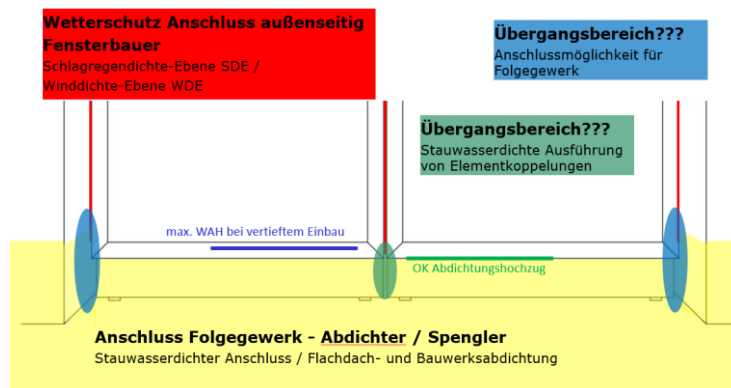 Wetterschutz Anschluss außenseitig
Fensterbauer
Schlagregendichte-Ebene SDE /
Winddichte-Ebene WDE
Übergangsbereich???
Anschlussmöglichkeit für
Folgegewerk
Übergangsbereich???
Stauwasserdichte Ausführung
von Elementkoppelungen
max. WAH bei vertieftem Einbau
OK Abdichtungshochzug
Anschluss Folgegewerk - Abdichter / Spengler
Stauwasserdichter Anschluss / Flachdach- und Bauwerksabdichtung